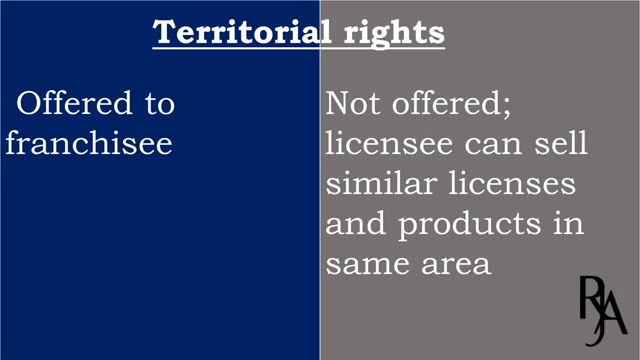 Territorial rights
Offered to
franchisee
Not offered;
licensee can sell
similar licenses
and products in
same area
RJA